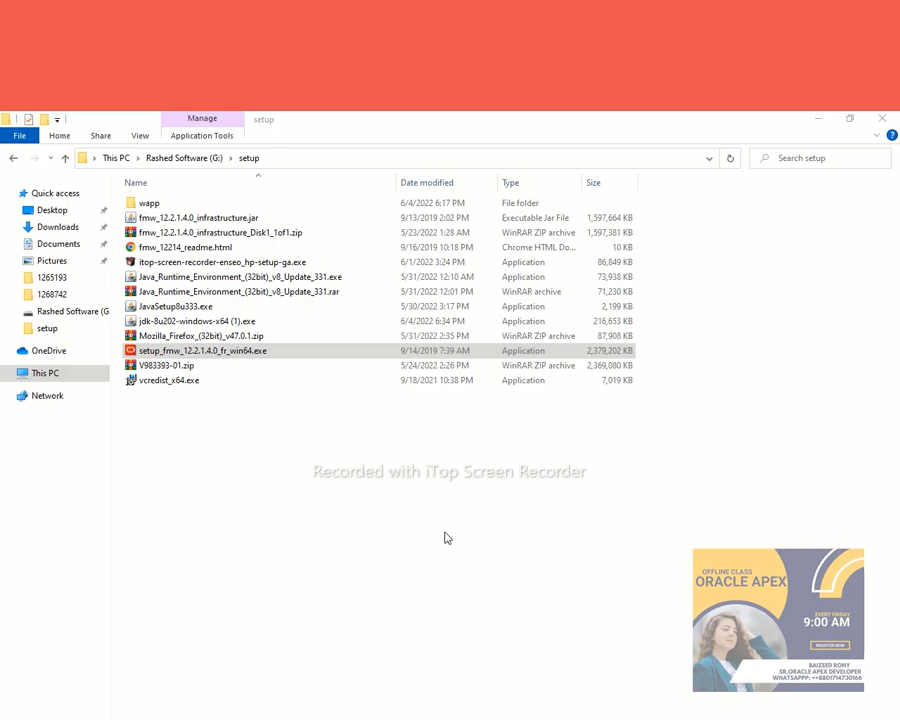 Manage
setup
File
Home
Share
View
Application Tools
This PC > Rashed Software (G:) > setup
Search setup
Name
Date modified
Type
Size
Quick access
Desktop
Downloads
Documents
Pictures
1265193
1268742
Rashed Software (G
setup
OneDrive
This PC
Network
wapp 6/4/2022 6:17 PM File folder
fmw_12.2.1.4.0_infrastructure.jar 9/13/2019 2:02 PM Executable Jar File 1,597,664 KB
fmw_12.2.1.4.0_infrastructure_Disk1_1of1.zip 5/23/2022 1:28 AM WinRAR ZIP archive 1,597,381 KB
fmw_12214_readme.html 9/16/2019 10:18 PM Chrome HTML Do... 10 KB
itop-screen-recorder-enseo_hp-setup-ga.exe 6/1/2022 3:24 PM Application 86,849 KB
Java_Runtime_Environment_(32bit)_v8_Update_331.exe 5/31/2022 12:10 AM Application 73,938 KB
Java_Runtime_Environment_(32bit)_v8_Update_331.rar 5/31/2022 12:01 PM WinRAR archive 71,230 KB
JavaSetup8u333.exe 5/30/2022 3:17 PM Application 2,199 KB
jdk-8u202-windows-x64 (1).exe 6/4/2022 6:34 PM Application 216,653 KB
Mozilla_Firefox_(32bit)_v47.0.1.zip 5/31/2022 2:35 PM WinRAR ZIP archive 87,908 KB
setup_fmw_12.2.1.4.0_fr_win64.exe 9/14/2019 7:39 AM Application 2,379,202 KB
V983393-01.zip 5/24/2022 2:26 PM WinRAR ZIP archive 2,369,080 KB
vcredist_x64.exe 9/18/2021 10:38 PM Application 7,019 KB
Recorded with iTop Screen Recorder
OFFLINE CLASS
ORACLE APEX
EVERY FRIDAY
9:00 AM
REGISTER NOW
BAIZEED RONY
SR.ORACLE APEX DEVELOPER
WHATSAPPP: ++8801714730166